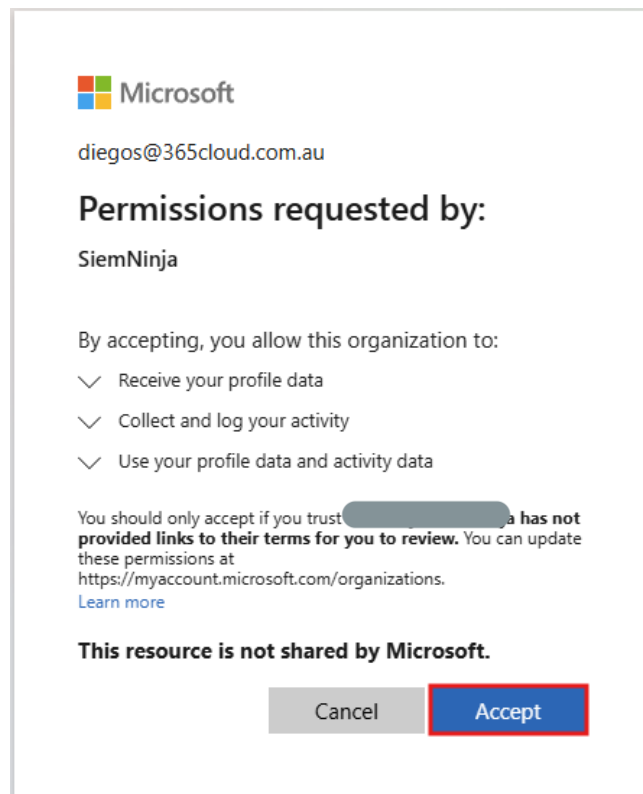 Microsoft
diegos@365cloud.com.au
Permissions requested by:
SiemNinja
By accepting, you allow this organization to:
Receive your profile data
Collect and log your activity
Use your profile data and activity data
You should only accept if you trust a has not
provided links to their terms for you to review. You can update
these permissions at
https://myaccount.microsoft.com/organizations.
Learn more
This resource is not shared by Microsoft.
Cancel Accept